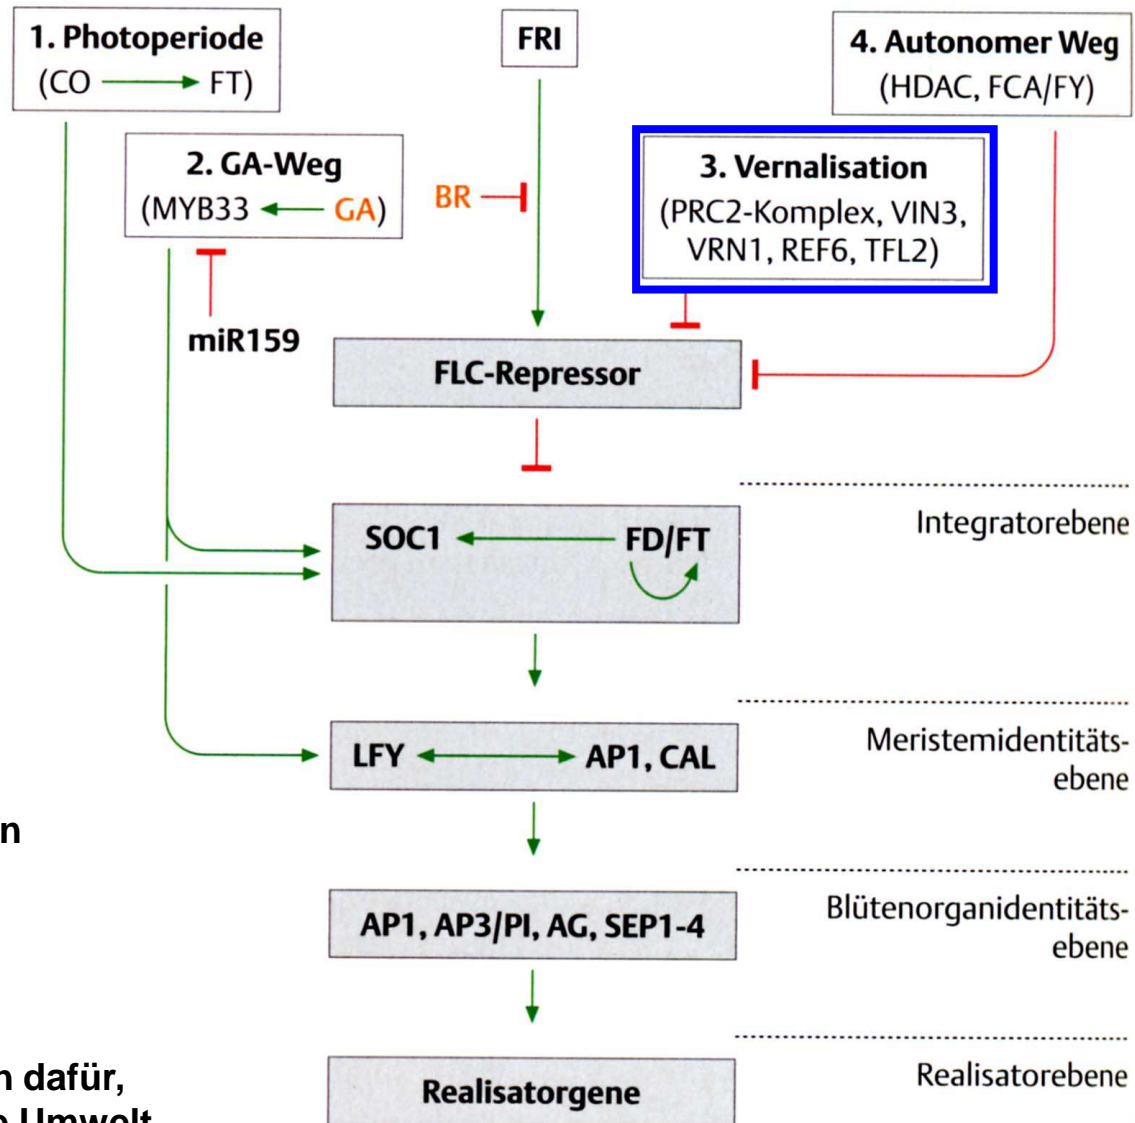 1. Photoperiode
(CO FT)
FRI
4. Autonomer Weg
(HDAC, FCA/FY)
2. GA-Weg
(MYB33 GA)
BR
3. Vernalisation
(PRC2-Komplex, VIN3,
VRN1, REF6, TFL2)
miR159
FLC-Repressor
Integratorebene
SOC1 FD/FT
Meristemidentitäts-
ebene
LFY AP1, CAL
n
Blütenorganidentitäts-
ebene
AP1, AP3/PI, AG, SEP1-4
Realisatorebene
n dafür,
Realisatorgene
Umwelt